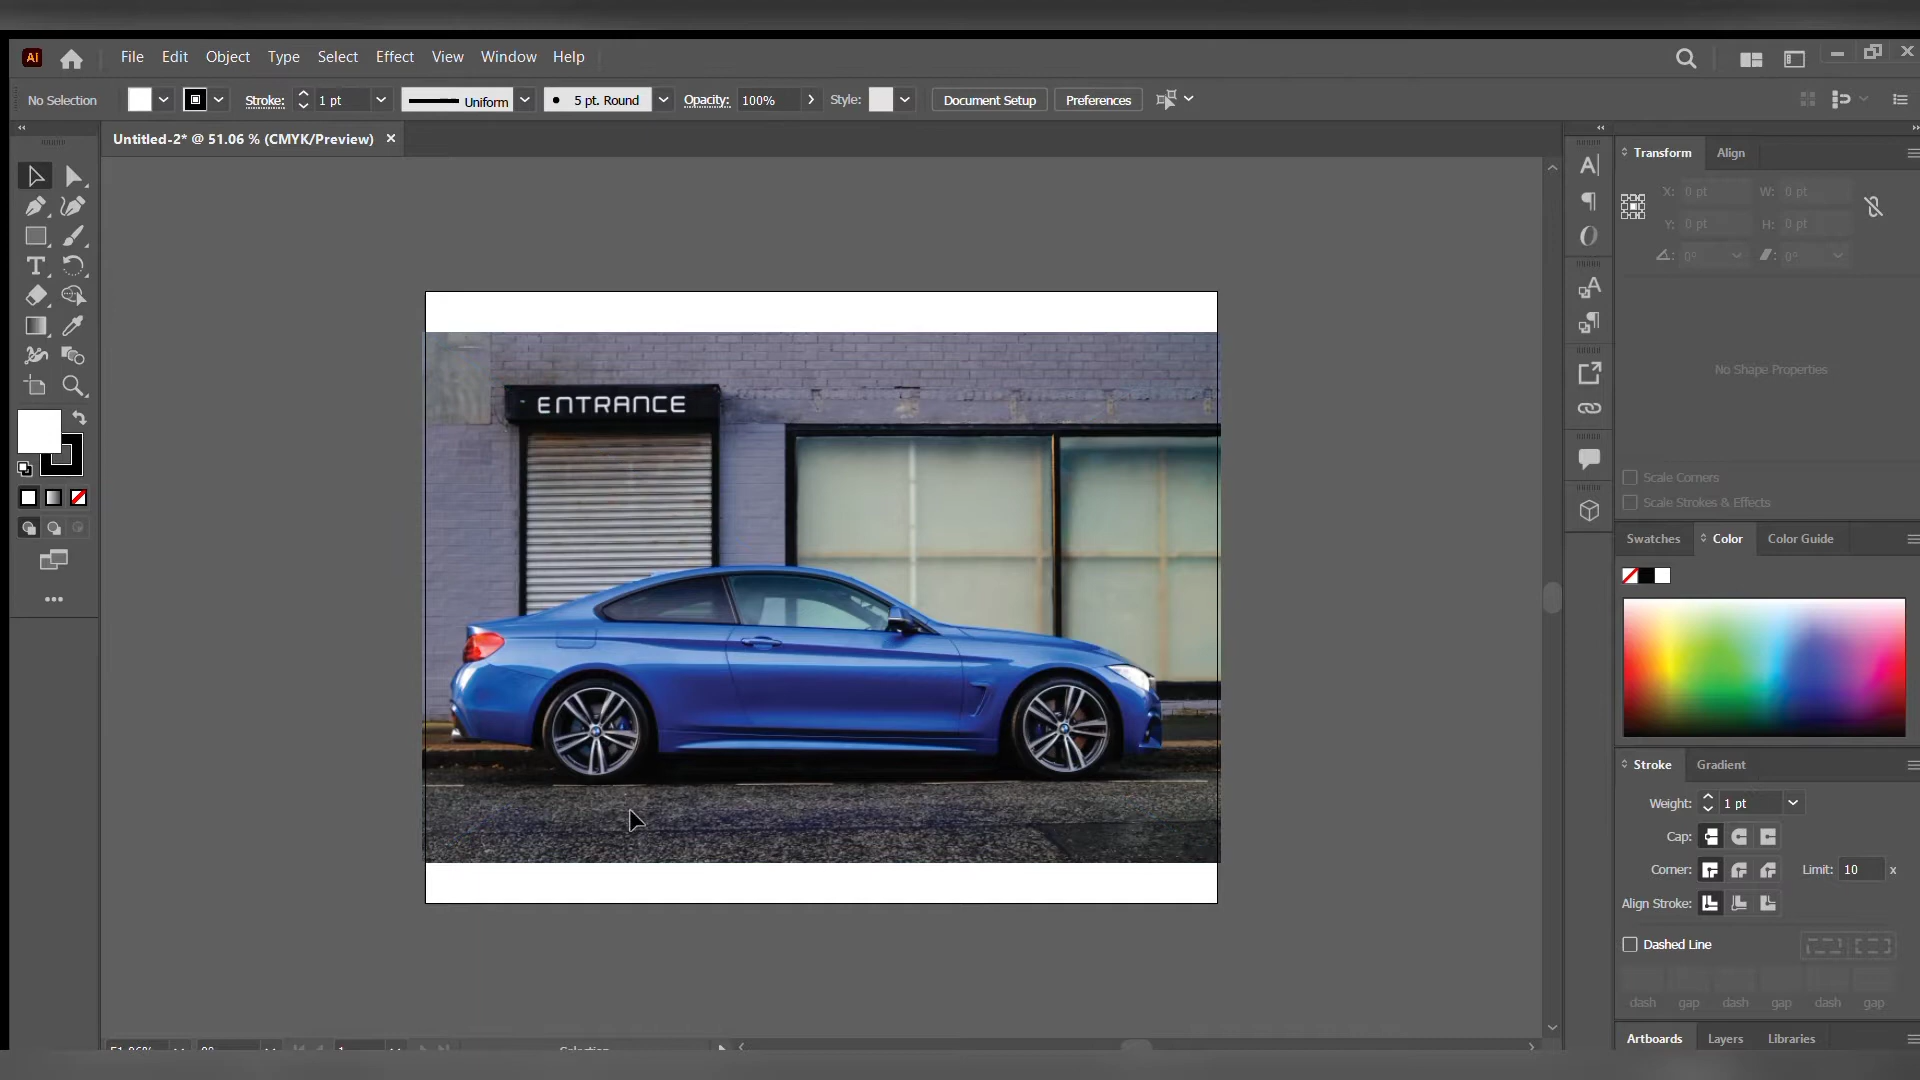 Ai File Edit Object Type Select Effect View Window Help
No Selection Stroke: 1 pt Uniform 5 pt. Round Opacity: 100% Style: Document Setup Preferences
Untitled-2* @ 51.06 % (CMYK/Preview) ×
Transform Align
X: 0 pt W: 0 pt
Y: 0 pt H: 0 pt
0° 0°
No Shape Properties
ENTRANCE
Scale Corners
Scale Strokes & Effects
Swatches Color Color Guide
Stroke Gradient
Weight: 1 pt
Cap:
Corner: Limit: 10 x
Align Stroke:
Dashed Line
dash gap dash gap dash gap
Artboards Layers Libraries